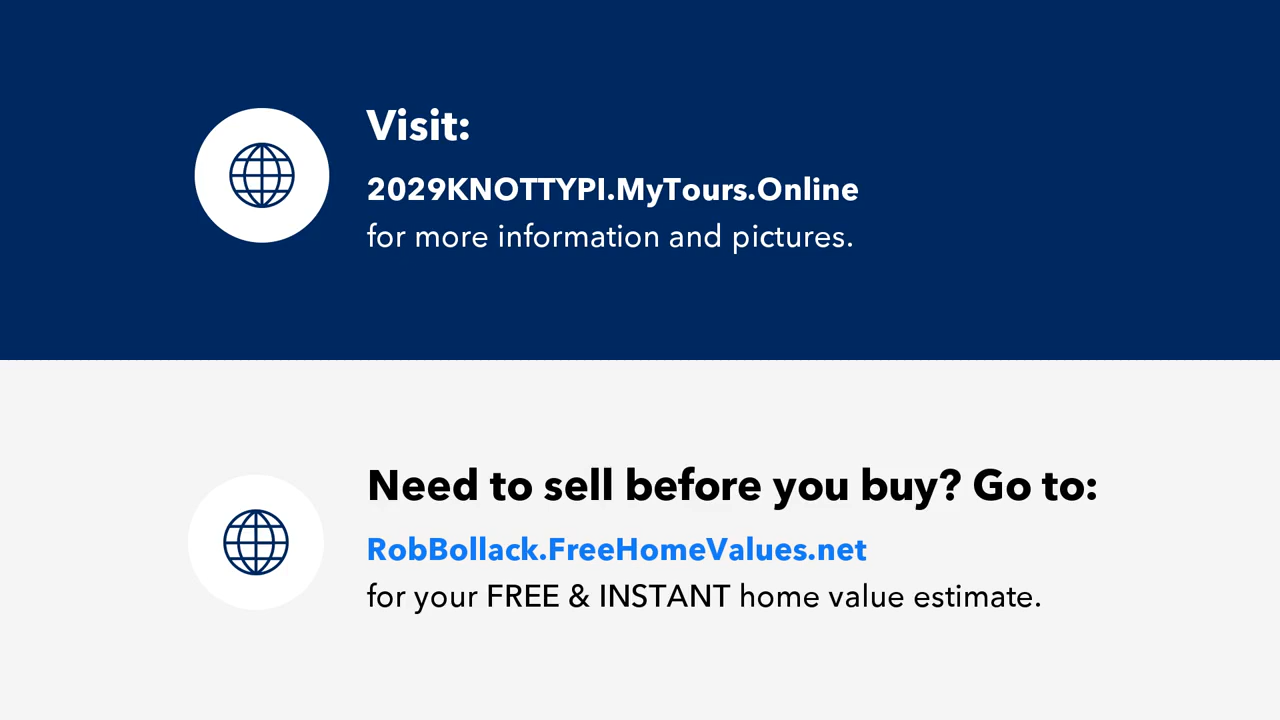 Visit:
2029KNOTTYPI.MyTours.Online
for more information and pictures.
Need to sell before you buy? Go to:
RobBollack.FreeHomeValues.net
for your FREE & INSTANT home value estimate.